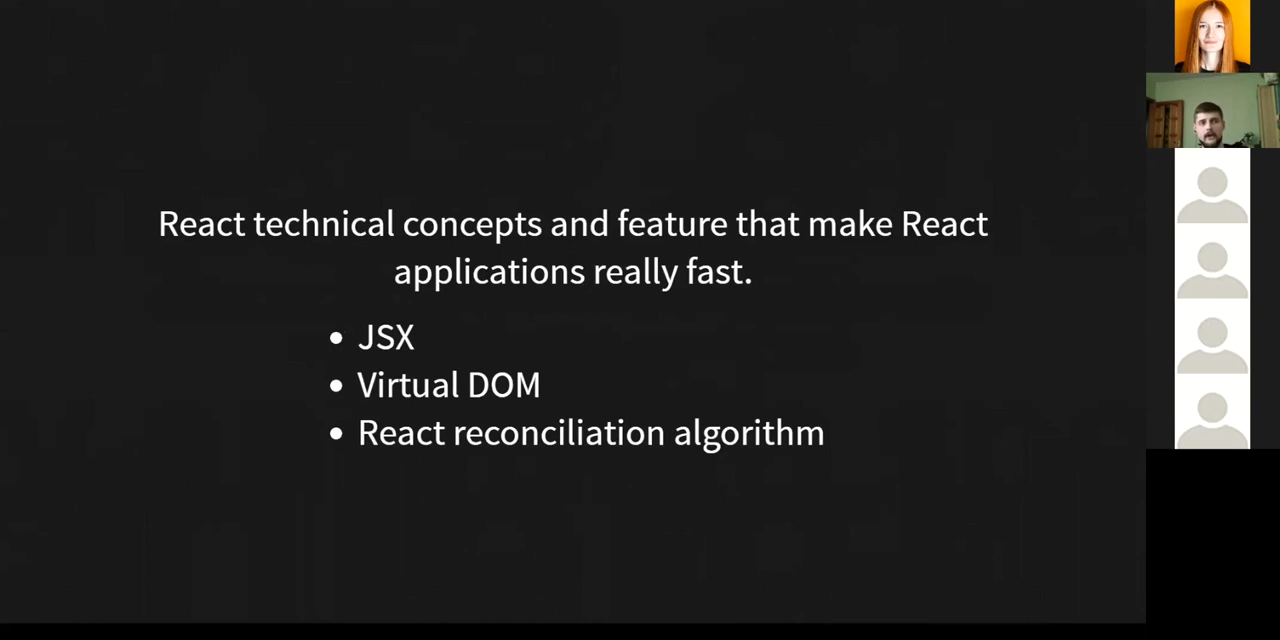 React technical concepts and feature that make React
applications really fast.
• JSX
• Virtual DOM
• React reconciliation algorithm